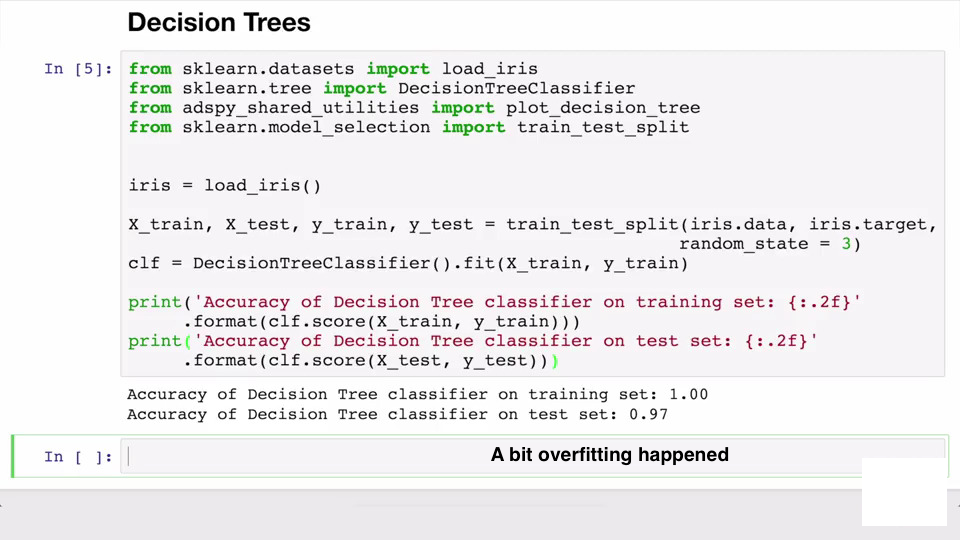 Decision Trees
In [5]:
from sklearn.datasets import load_iris
from sklearn.tree import DecisionTreeClassifier
from adspy_shared_utilities import plot_decision_tree
from sklearn.model_selection import train_test_split
iris = load_iris()
X_train, X_test, y_train, y_test = train_test_split(iris.data, iris.target,
random_state = 3)
clf = DecisionTreeClassifier().fit(X_train, y_train)
print('Accuracy of Decision Tree classifier on training set: {:.2f}'
.format(clf.score(X_train, y_train)))
print('Accuracy of Decision Tree classifier on test set: {:.2f}'
.format(clf.score(X_test, y_test)))
Accuracy of Decision Tree classifier on training set: 1.00
Accuracy of Decision Tree classifier on test set: 0.97
In [ ]:
A bit overfitting happened